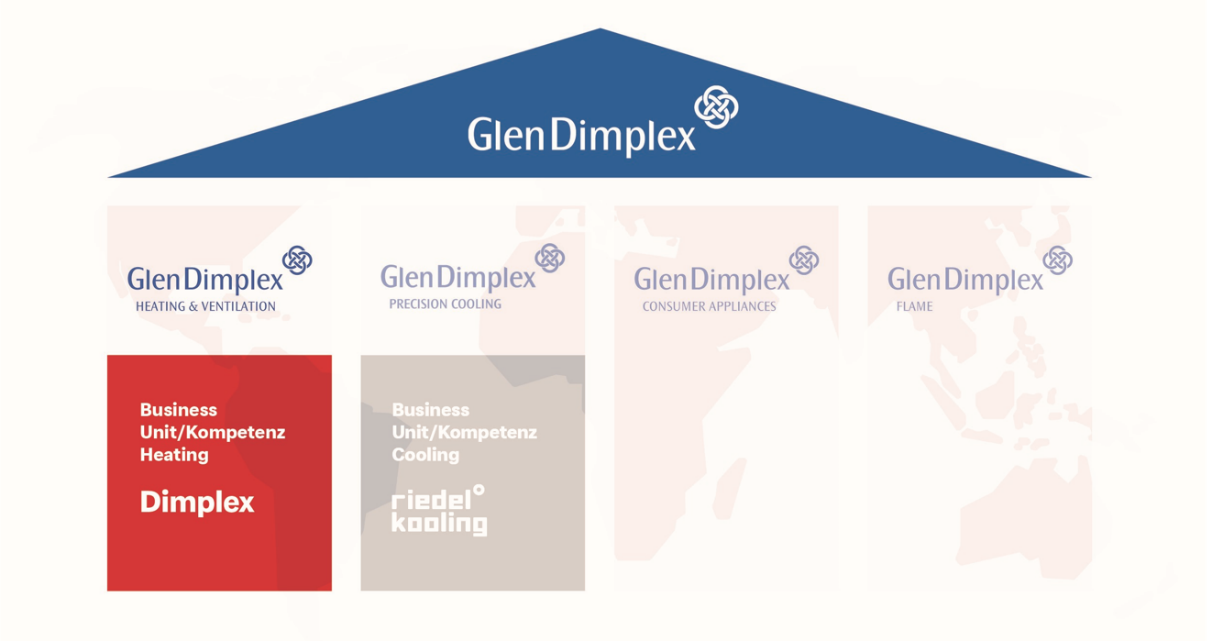 GlenDimplex
GlenDimplex
HEATING & VENTILATION
GlenDimplex
PRECISION COOLING
GlenDimplex
CONSUMER APPLIANCES
GlenDimplex
FLAME
Business
Unit/Kompetenz
Heating
Dimplex
Business
Unit/Kompetenz
Cooling
riedel°
kooling